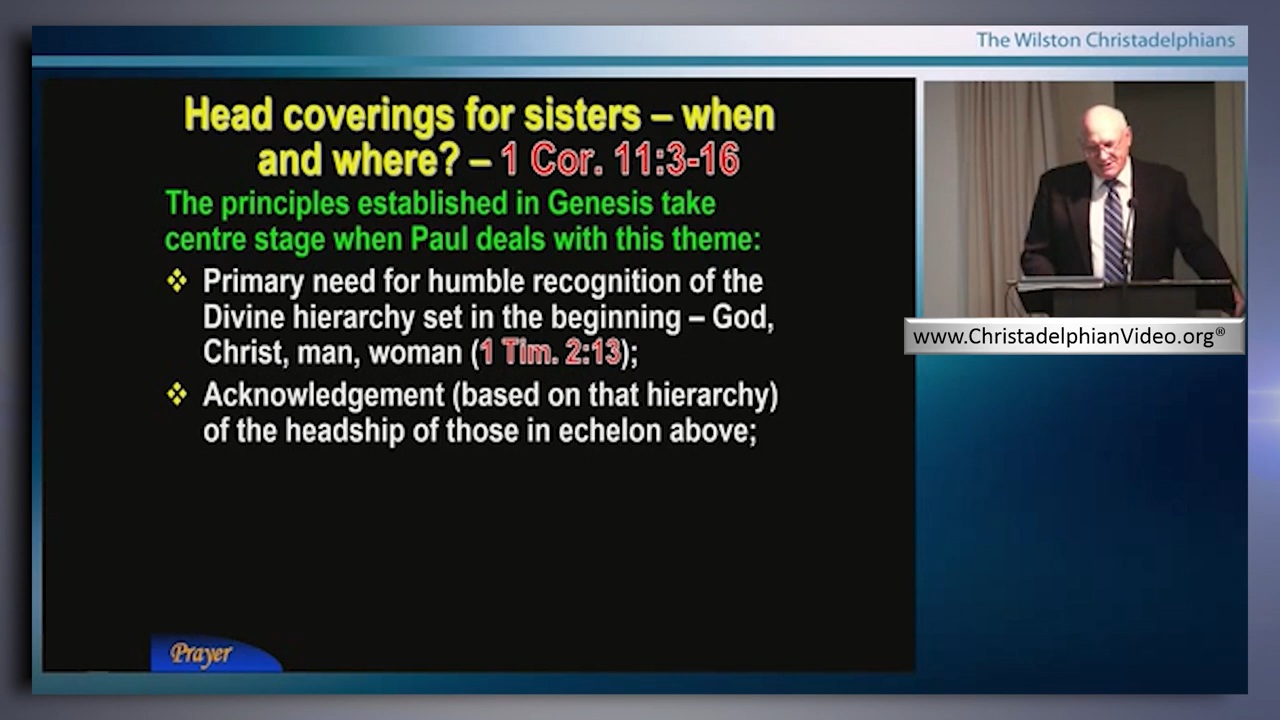 The Wilston Christadelphians
Head coverings for sisters – when
and where? – 1 Cor. 11:3-16
The principles established in Genesis take
centre stage when Paul deals with this theme:
❖ Primary need for humble recognition of the
Divine hierarchy set in the beginning – God,
Christ, man, woman (1 Tim. 2:13);
❖ Acknowledgement (based on that hierarchy)
of the headship of those in echelon above;
www.ChristadelphianVideo.org®
Prayer